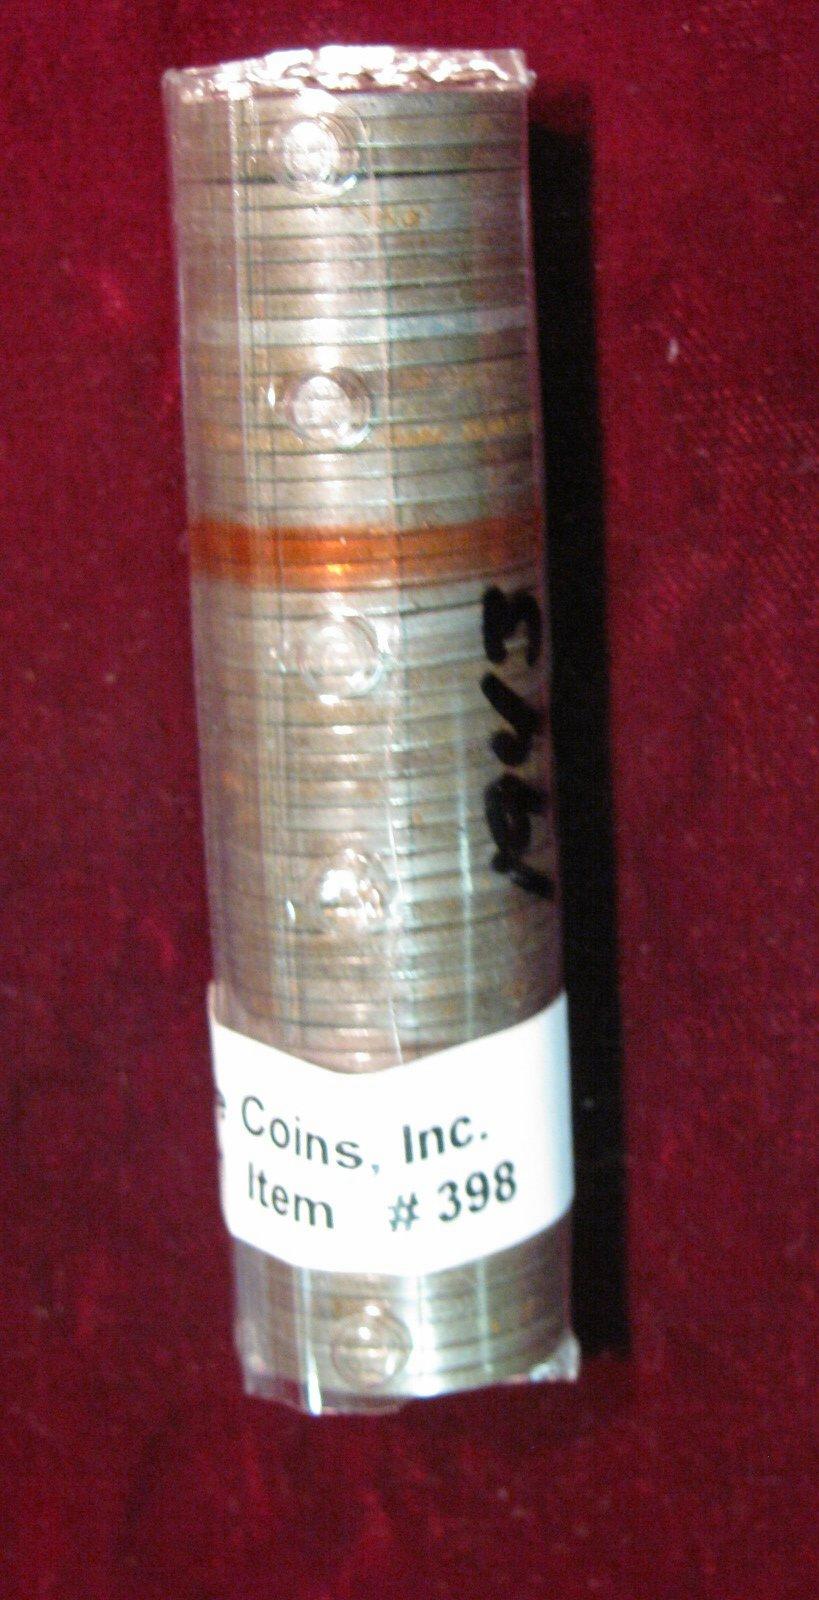 1943
Coins, Inc.
Item # 398